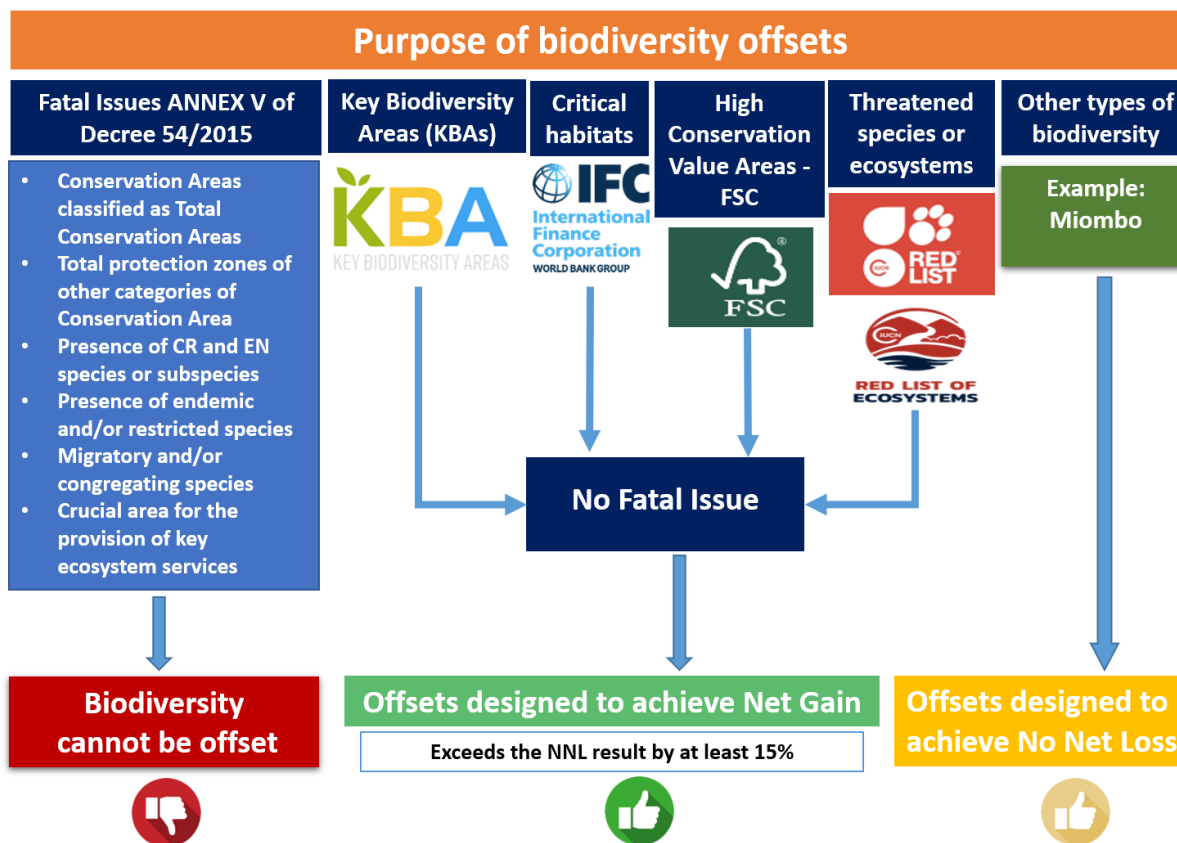 Purpose of biodiversity offsets
Fatal Issues ANNEX V of
Decree 54/2015
• Conservation Areas
classified as Total
Conservation Areas
• Total protection zones of
other categories of
Conservation Area
• Presence of CR and EN
species or subspecies
• Presence of endemic
and/or restricted species
• Migratory and/or
congregating species
• Crucial area for the
provision of key
ecosystem services
Biodiversity
cannot be offset
Key Biodiversity
Areas (KBAs)
KBA
KEY BIODIVERSITY AREAS
Critical
habitats
IFC
International
Finance
Corporation
WORLD BANK GROUP
High
Conservation
Value Areas -
FSC
®
FSC
Threatened
species or
ecosystems
IUCN
RED
LIST
®
IUCN
RED LIST OF
ECOSYSTEMS
No Fatal Issue
Offsets designed to achieve Net Gain
Exceeds the NNL result by at least 15%
Other types of
biodiversity
Example:
Miombo
Offsets designed to
achieve No Net Loss